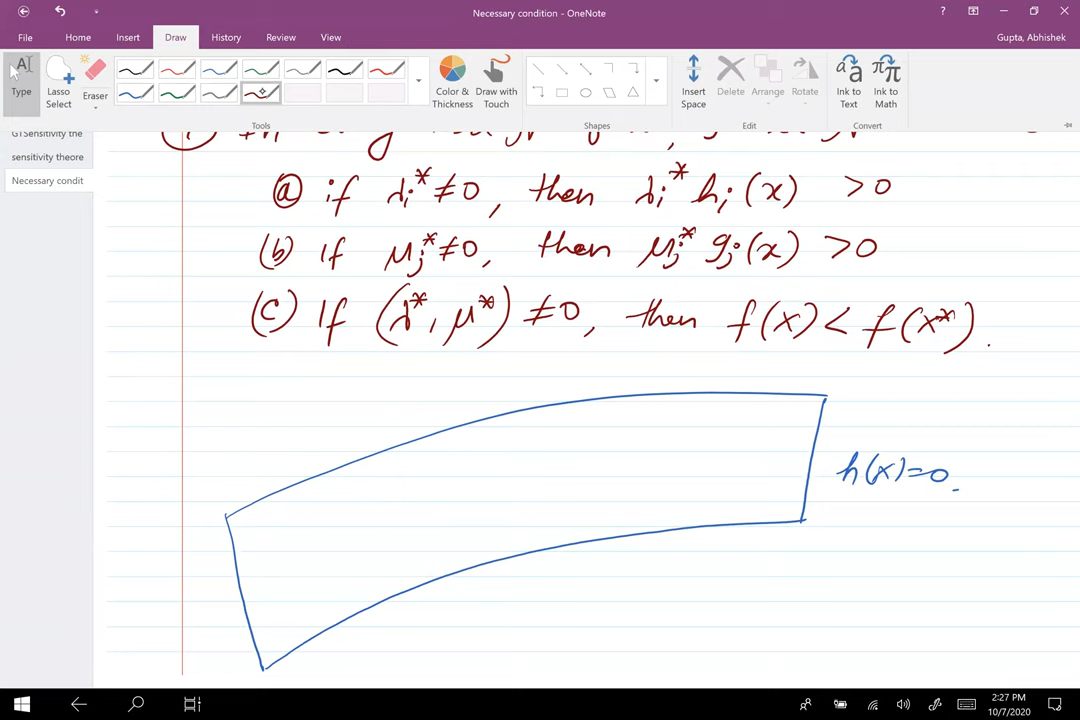 Necessary condition - OneNote
File Home Insert Draw History Review View Gupta, Abhishek
Type
Lasso Select
Eraser
Color & Thickness
Draw with Touch
Insert Space
Delete
Arrange
Rotate
Ink to Text
Ink to Math
Tools
Shapes
Edit
Convert
GTSensitivity the
sensitivity theore
Necessary condit
(a) if λi* ≠ 0, then λi* hi(x) > 0
(b) If μj* ≠ 0, then μj* gj(x) > 0
(c) If (λ*, μ*) ≠ 0, then f(x) < f(x*).
h(x)=0.
2:27 PM
10/7/2020